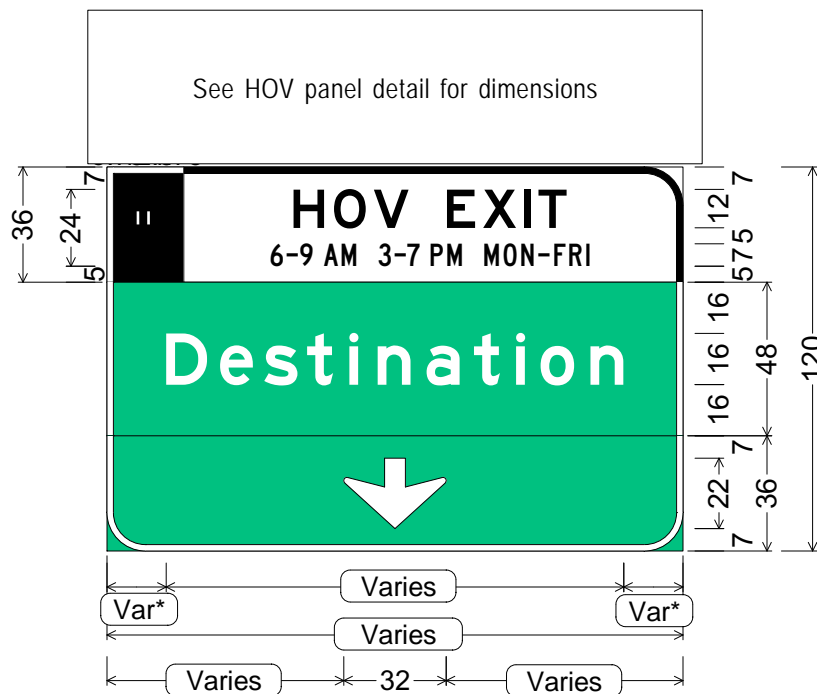 See HOV panel detail for dimensions
HOV EXIT
6-9 AM 3-7 PM MON-FRI
Destination
36
7
24
5
7
12
5
7
5
16
16
16
48
120
7
22
7
36
Var*
Varies
Var*
Varies
Varies
32
Varies